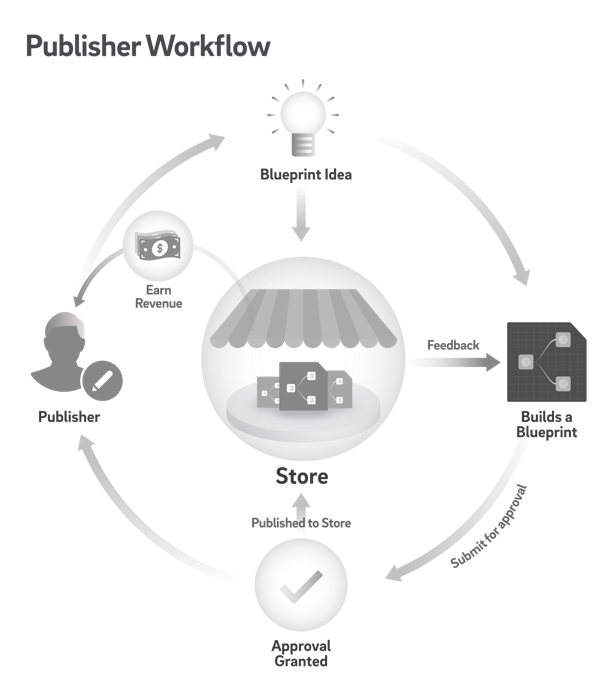 Publisher Workflow
Blueprint Idea
Earn
Revenue
Feedback
Publisher
Builds a
Blueprint
Store
Published to Store
Submit for approval
Approval
Granted